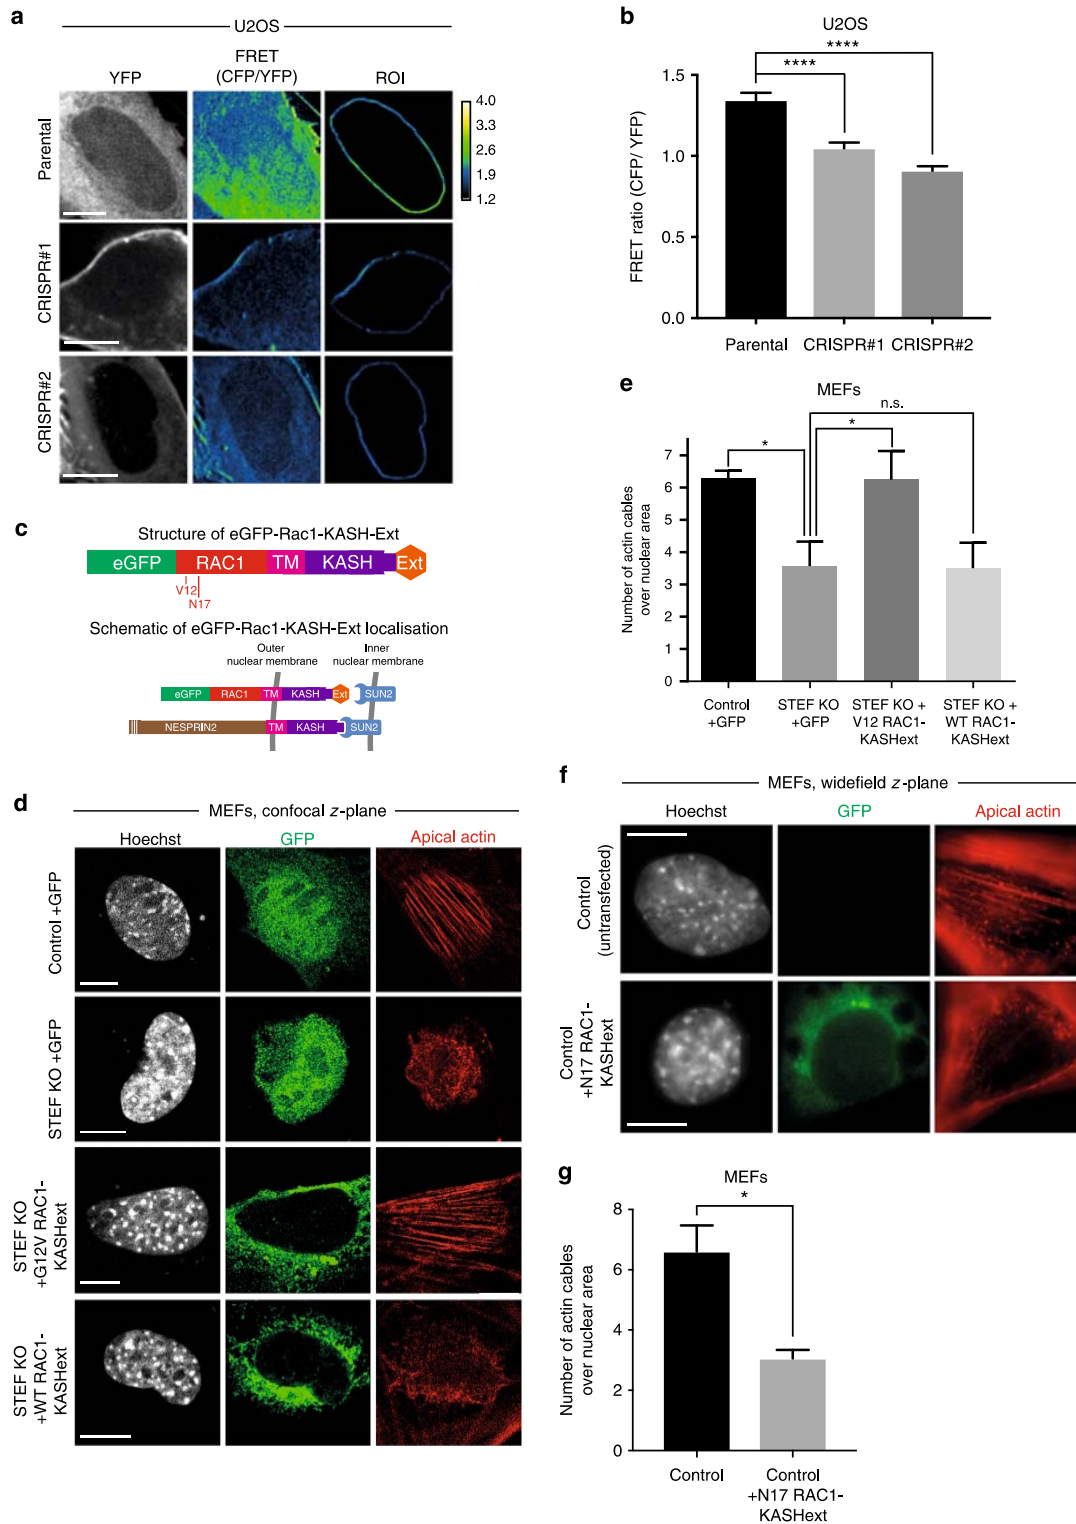 a
U2OS
YFP
FRET
(CFP/YFP)
ROI
Parental
CRISPR#1
CRISPR#2
4.0
3.3
2.6
1.9
1.2
b
U2OS
****
****
FRET ratio (CFP/ YFP)
1.5
1.0
0.5
0.0
Parental
CRISPR#1
CRISPR#2
c
Structure of eGFP-Rac1-KASH-Ext
eGFP
RAC1
TM
KASH
Ext
V12
N17
Schematic of eGFP-Rac1-KASH-Ext localisation
Outer
nuclear membrane
Inner
nuclear membrane
eGFP
RAC1
TM
KASH
Ext
SUN2
NESPRIN2
TM
KASH
SUN2
d
MEFs, confocal z-plane
Hoechst
GFP
Apical actin
Control +GFP
STEF KO +GFP
STEF KO
+G12V RAC1-
KASHext
STEF KO
+WT RAC1-
KASHext
e
MEFs
n.s.
*
*
Number of actin cables
over nuclear area
7
6
5
4
3
2
1
0
Control
+GFP
STEF KO
+GFP
STEF KO +
V12 RAC1-
KASHext
STEF KO +
WT RAC1-
KASHext
f
MEFs, widefield z-plane
Hoechst
GFP
Apical actin
Control
(untransfected)
Control
+N17 RAC1-
KASHext
g
MEFs
*
Number of actin cables
over nuclear area
8
6
4
2
0
Control
Control
+N17 RAC1-
KASHext